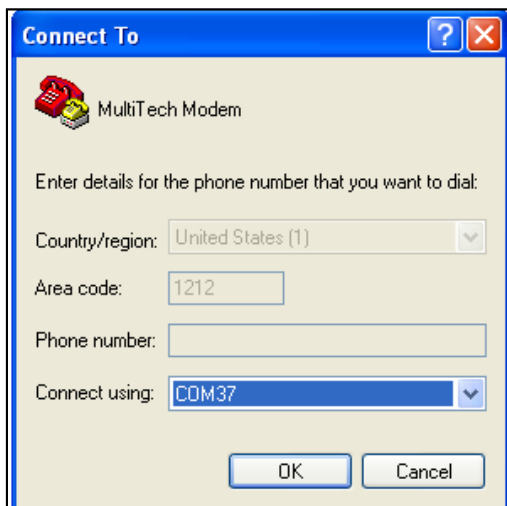 Connect To
MultiTech Modem
Enter details for the phone number that you want to dial:
Country/region: United States (1)
Area code: 1212
Phone number:
Connect using: COM37
OK Cancel